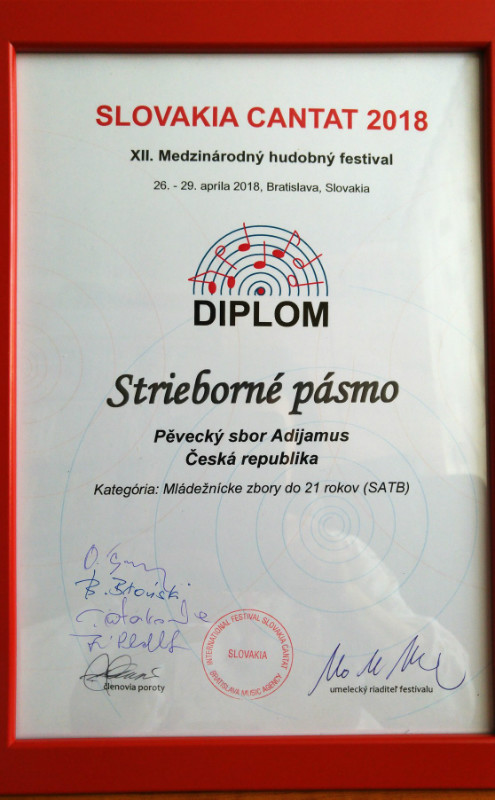 SLOVAKIA CANTAT 2018
XII. Medzinárodný hudobný festival
26. - 29. apríla 2018, Bratislava, Slovakia
DIPLOM
Strieborné pásmo
Pěvecký sbor Adijamus
Česká republika
Kategória: Mládežnícke zbory do 21 rokov (SATB)
INTERNATIONAL FESTIVAL SLOVAKIA CANTAT
SLOVAKIA
BRATISLAVA MUSIC AGENCY
členovia poroty
umelecký riaditeľ festivalu